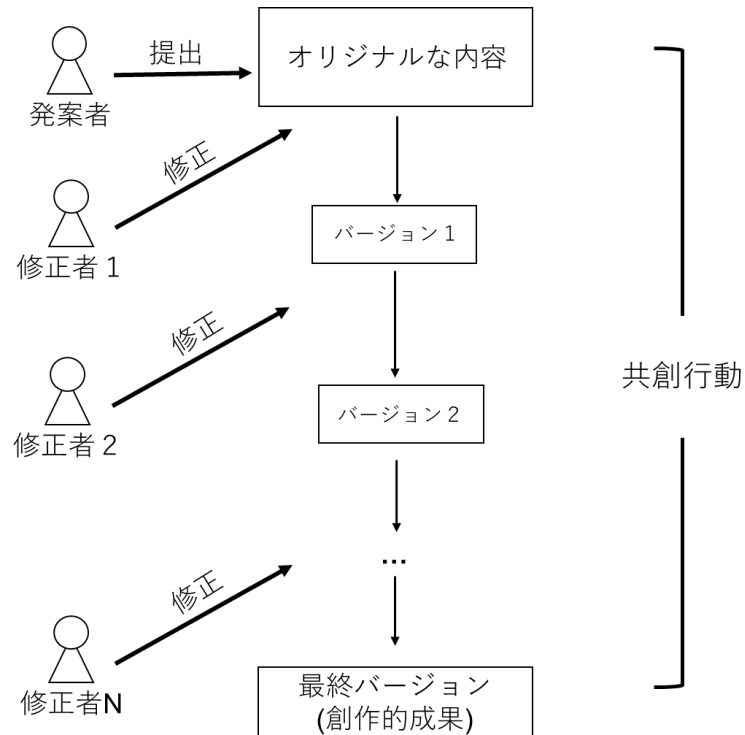 提出
オリジナルな内容
発案者
修正
修正者1
バージョン1
修正
修正者2
バージョン2
共創行動
…
修正
修正者N
最終バージョン
(創作的成果)